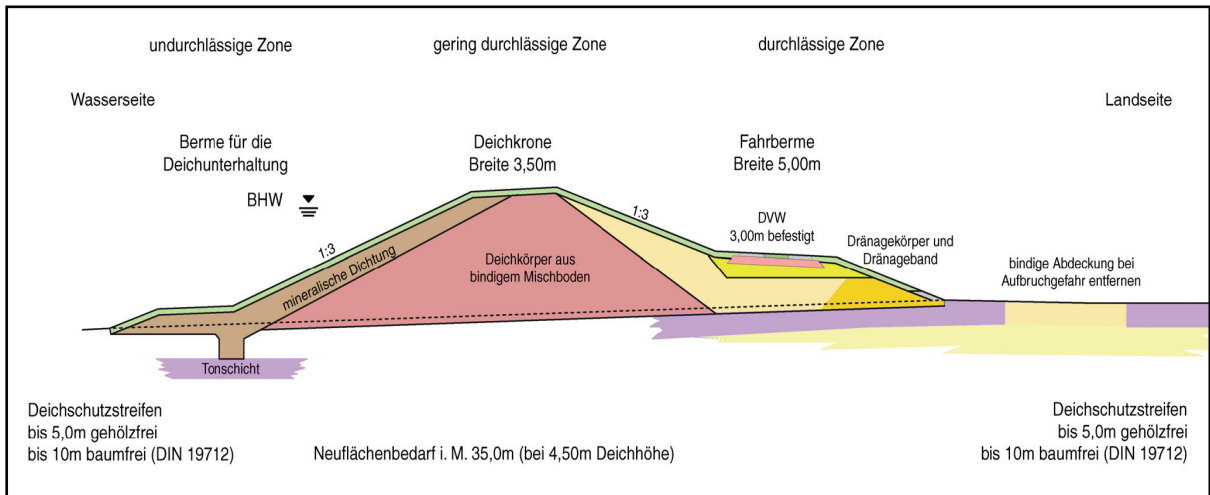 undurchlässige Zone
gering durchlässige Zone
durchlässige Zone
Wasserseite
Landseite
Berme für die
Deichunterhaltung
Deichkrone
Breite 3,50m
Fahrberme
Breite 5,00m
BHW
1:3
1:3
DVW
3,00m befestigt
Dränagekörper und
Dränageband
mineralische Dichtung
Deichkörper aus
bindigem Mischboden
bindige Abdeckung bei
Aufbruchgefahr entfernen
Tonschicht
Deichschutzstreifen
bis 5,0m gehölzfrei
bis 10m baumfrei (DIN 19712)
Neuflächenbedarf i. M. 35,0m (bei 4,50m Deichhöhe)
Deichschutzstreifen
bis 5,0m gehölzfrei
bis 10m baumfrei (DIN 19712)